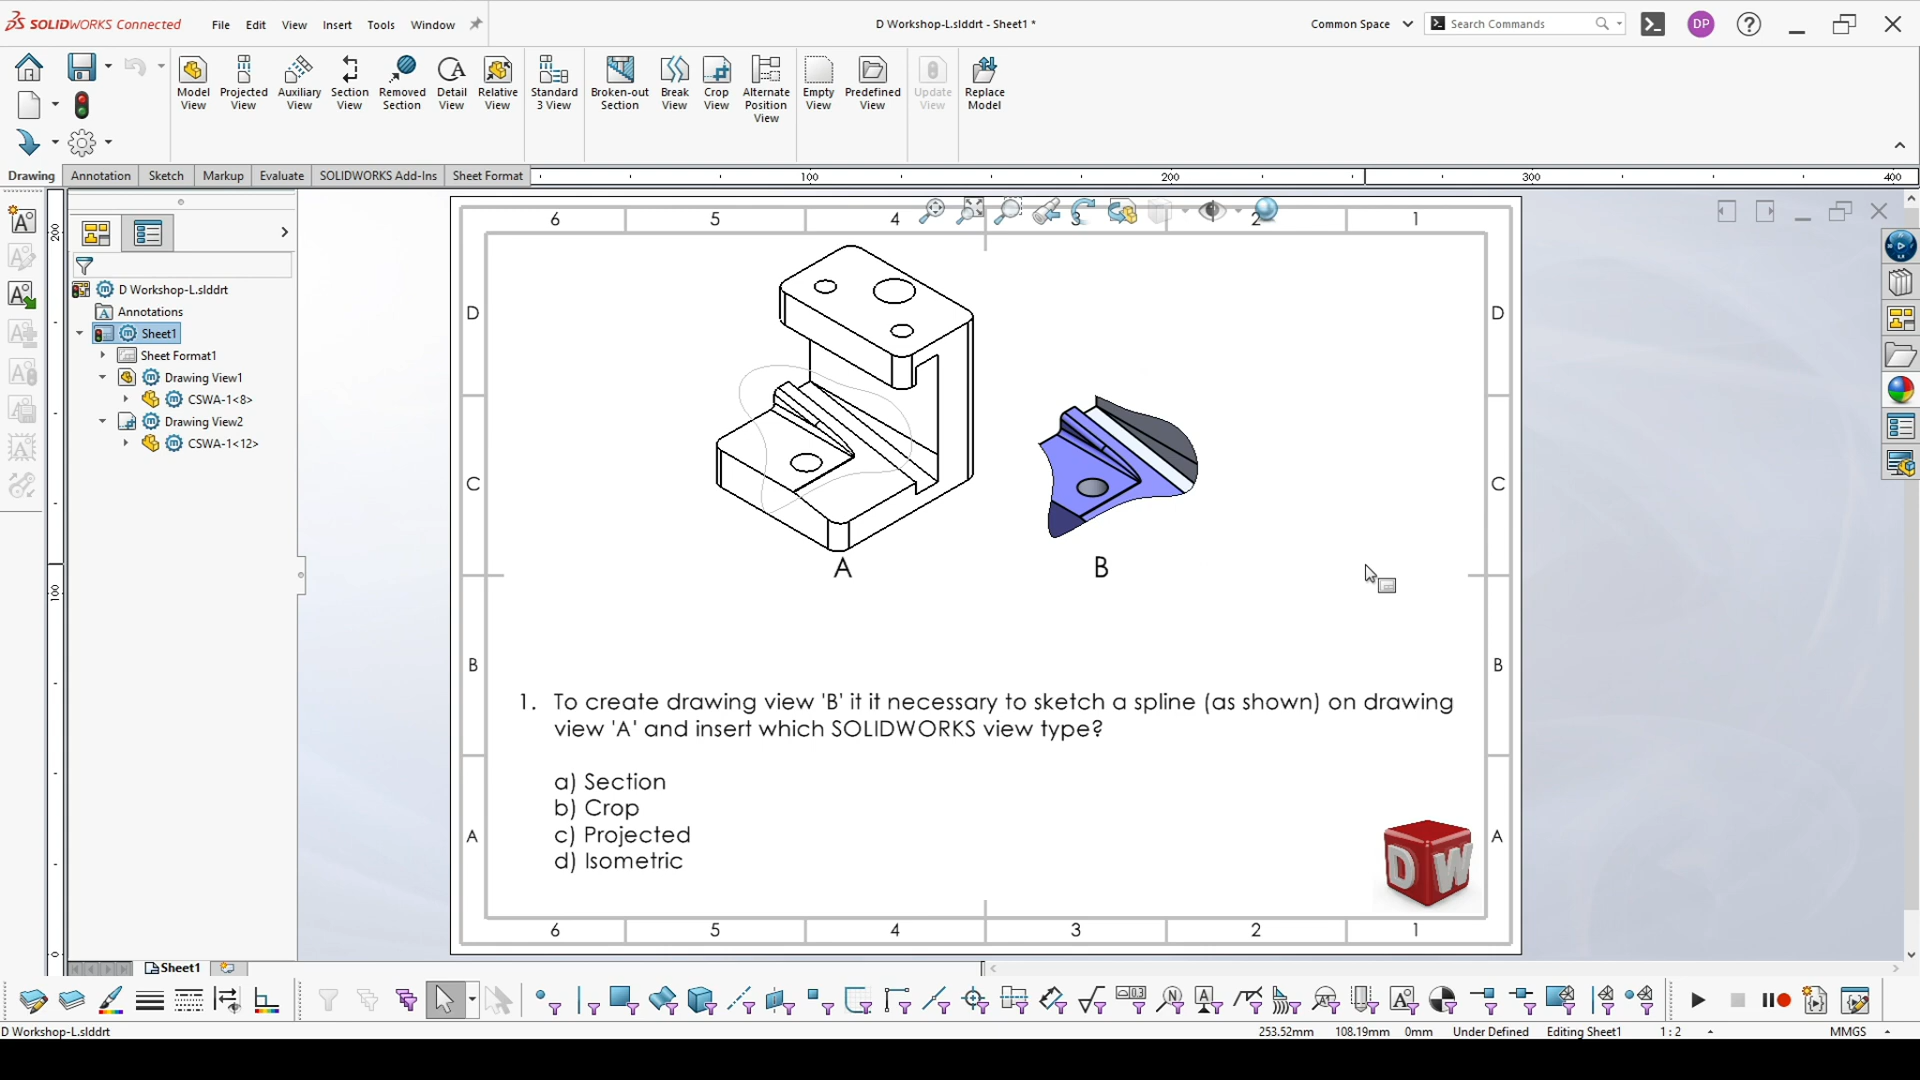 SOLIDWORKS Connected
File Edit View Insert Tools Window
D Workshop-L.slddrt - Sheet1 *
Common Space
Search Commands
DP
Model View
Projected View
Auxiliary View
Section View
Removed Section
Detail View
Relative View
Standard 3 View
Broken-out Section
Break View
Crop View
Alternate Position View
Empty View
Predefined View
Update View
Replace Model
Drawing Annotation Sketch Markup Evaluate SOLIDWORKS Add-Ins Sheet Format
100 200 300 400
200
100
0
D Workshop-L.slddrt
Annotations
Sheet1
Sheet Format1
Drawing View1
CSWA-1<8>
Drawing View2
CSWA-1<12>
6 5 4 3 2 1
D D
C C
A B
B B
1. To create drawing view 'B' it it necessary to sketch a spline (as shown) on drawing
view 'A' and insert which SOLIDWORKS view type?
a) Section
b) Crop
c) Projected
d) Isometric
A A
D W
6 5 4 3 2 1
Sheet1
D Workshop-L.slddrt
253.52mm 108.19mm 0mm Under Defined Editing Sheet1 1:2 MMGS